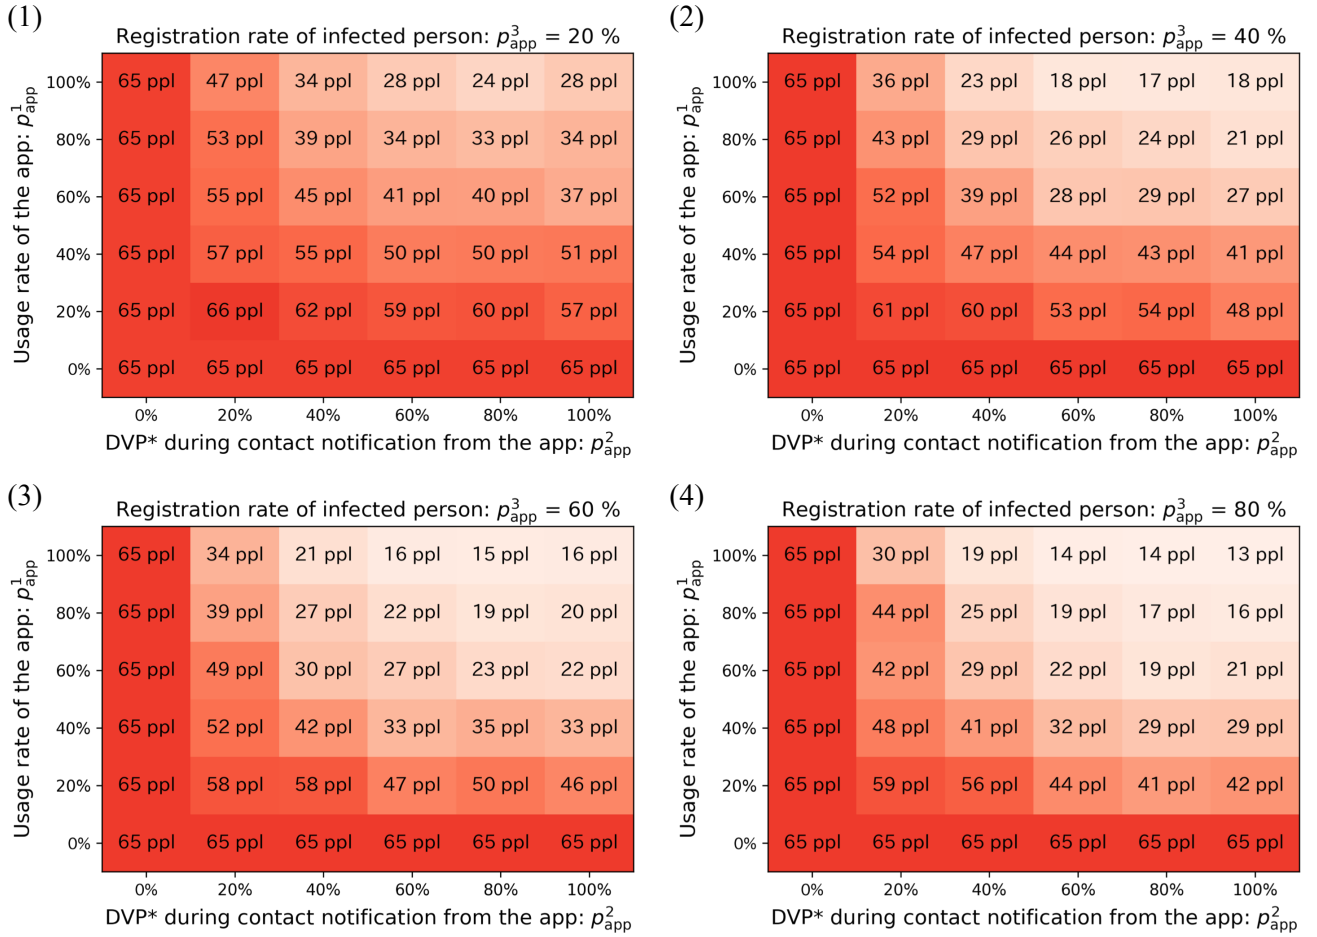 (1)
Registration rate of infected person: p³app = 20 %
Usage rate of the app: p¹app
100% 65 ppl 47 ppl 34 ppl 28 ppl 24 ppl 28 ppl
80% 65 ppl 53 ppl 39 ppl 34 ppl 33 ppl 34 ppl
60% 65 ppl 55 ppl 45 ppl 41 ppl 40 ppl 37 ppl
40% 65 ppl 57 ppl 55 ppl 50 ppl 50 ppl 51 ppl
20% 65 ppl 66 ppl 62 ppl 59 ppl 60 ppl 57 ppl
0% 65 ppl 65 ppl 65 ppl 65 ppl 65 ppl 65 ppl
0% 20% 40% 60% 80% 100%
DVP* during contact notification from the app: p²app
(2)
Registration rate of infected person: p³app = 40 %
Usage rate of the app: p¹app
100% 65 ppl 36 ppl 23 ppl 18 ppl 17 ppl 18 ppl
80% 65 ppl 43 ppl 29 ppl 26 ppl 24 ppl 21 ppl
60% 65 ppl 52 ppl 39 ppl 28 ppl 29 ppl 27 ppl
40% 65 ppl 54 ppl 47 ppl 44 ppl 43 ppl 41 ppl
20% 65 ppl 61 ppl 60 ppl 53 ppl 54 ppl 48 ppl
0% 65 ppl 65 ppl 65 ppl 65 ppl 65 ppl 65 ppl
0% 20% 40% 60% 80% 100%
DVP* during contact notification from the app: p²app
(3)
Registration rate of infected person: p³app = 60 %
Usage rate of the app: p¹app
100% 65 ppl 34 ppl 21 ppl 16 ppl 15 ppl 16 ppl
80% 65 ppl 39 ppl 27 ppl 22 ppl 19 ppl 20 ppl
60% 65 ppl 49 ppl 30 ppl 27 ppl 23 ppl 22 ppl
40% 65 ppl 52 ppl 42 ppl 33 ppl 35 ppl 33 ppl
20% 65 ppl 58 ppl 58 ppl 47 ppl 50 ppl 46 ppl
0% 65 ppl 65 ppl 65 ppl 65 ppl 65 ppl 65 ppl
0% 20% 40% 60% 80% 100%
DVP* during contact notification from the app: p²app
(4)
Registration rate of infected person: p³app = 80 %
Usage rate of the app: p¹app
100% 65 ppl 30 ppl 19 ppl 14 ppl 14 ppl 13 ppl
80% 65 ppl 44 ppl 25 ppl 19 ppl 17 ppl 16 ppl
60% 65 ppl 42 ppl 29 ppl 22 ppl 19 ppl 21 ppl
40% 65 ppl 48 ppl 41 ppl 32 ppl 29 ppl 29 ppl
20% 65 ppl 59 ppl 56 ppl 44 ppl 41 ppl 42 ppl
0% 65 ppl 65 ppl 65 ppl 65 ppl 65 ppl 65 ppl
0% 20% 40% 60% 80% 100%
DVP* during contact notification from the app: p²app